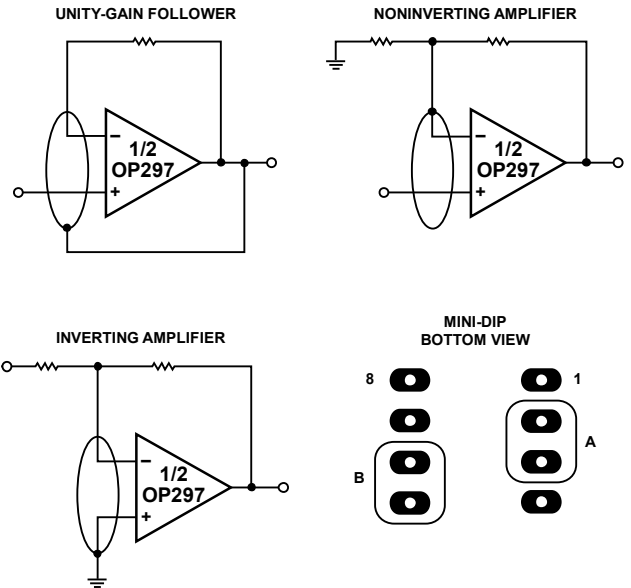 UNITY-GAIN FOLLOWER
−
1/2
OP297
+
NONINVERTING AMPLIFIER
−
1/2
OP297
+
INVERTING AMPLIFIER
−
1/2
OP297
+
MINI-DIP
BOTTOM VIEW
8
1
A
B